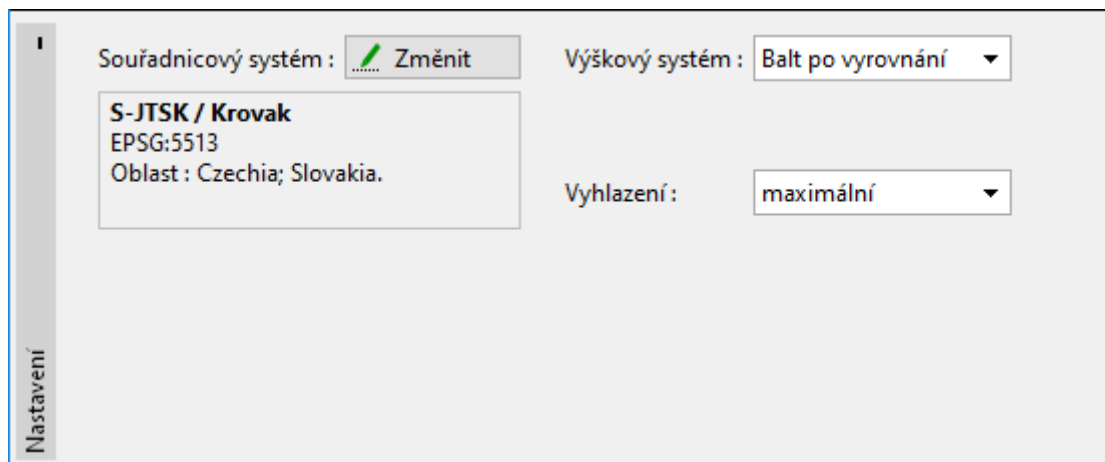 Souřadnicový systém :
Změnit
Výškový systém :
Balt po vyrovnání
S-JTSK / Krovak
EPSG:5513
Oblast : Czechia; Slovakia.
Vyhlazení :
maximální
Nastavení